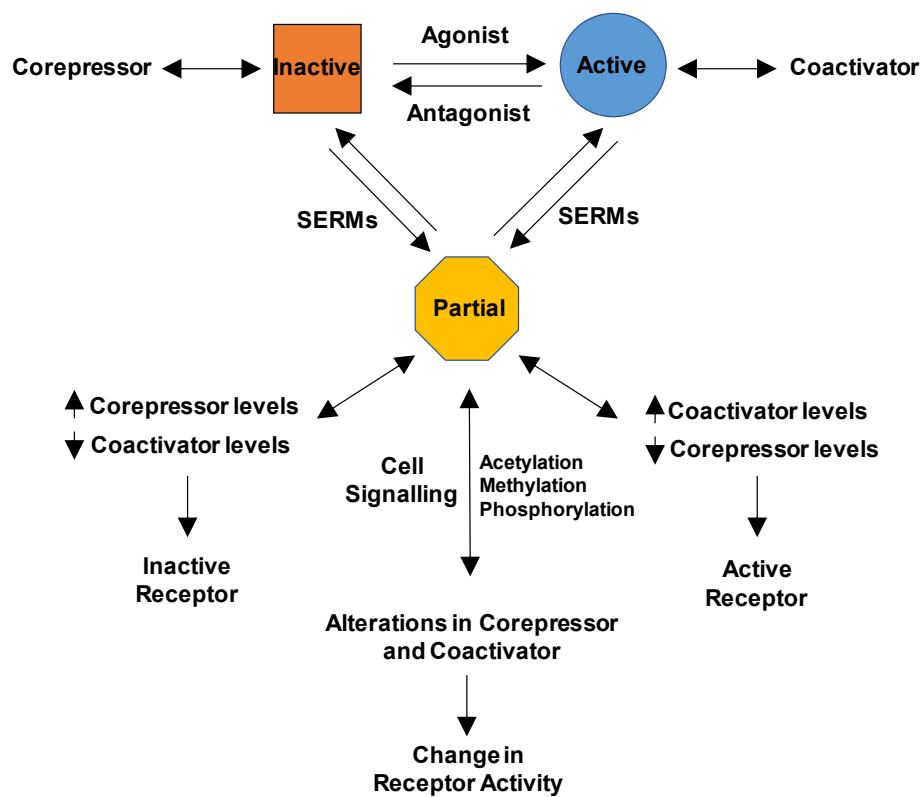 Agonist
Corepressor
Inactive
Active
Coactivator
Antagonist
SERMs
SERMs
Partial
Corepressor levels
Coactivator levels
Coactivator levels
Corepressor levels
Cell
Signalling
Acetylation
Methylation
Phosphorylation
Inactive
Receptor
Active
Receptor
Alterations in Corepressor
and Coactivator
Change in
Receptor Activity